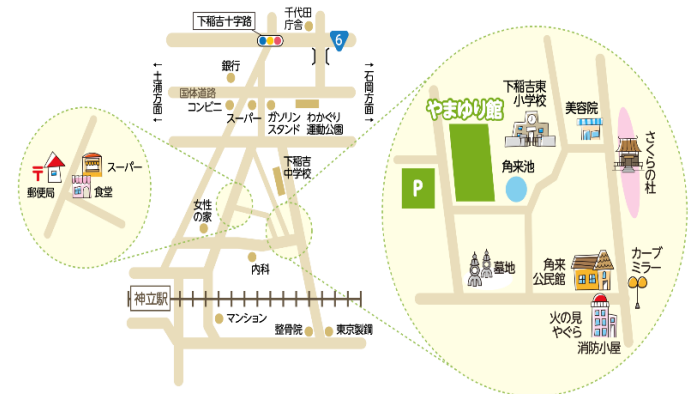 下稲吉十字路
千代田
庁舎
6
←土浦方面→
→石岡方面→
銀行
国体道路
コンビニ
スーパー
ガソリン
スタンド
わかぐり
運動公園
下稲吉
中学校
女性
の家
内科
神立駅
マンション
整骨院
東京製鋼
郵便局
スーパー
食堂
やまゆり館
P
下稲吉東
小学校
美容院
さくらの杜
角来池
墓地
角来
公民館
カーブ
ミラー
火の見
やぐら
消防小屋